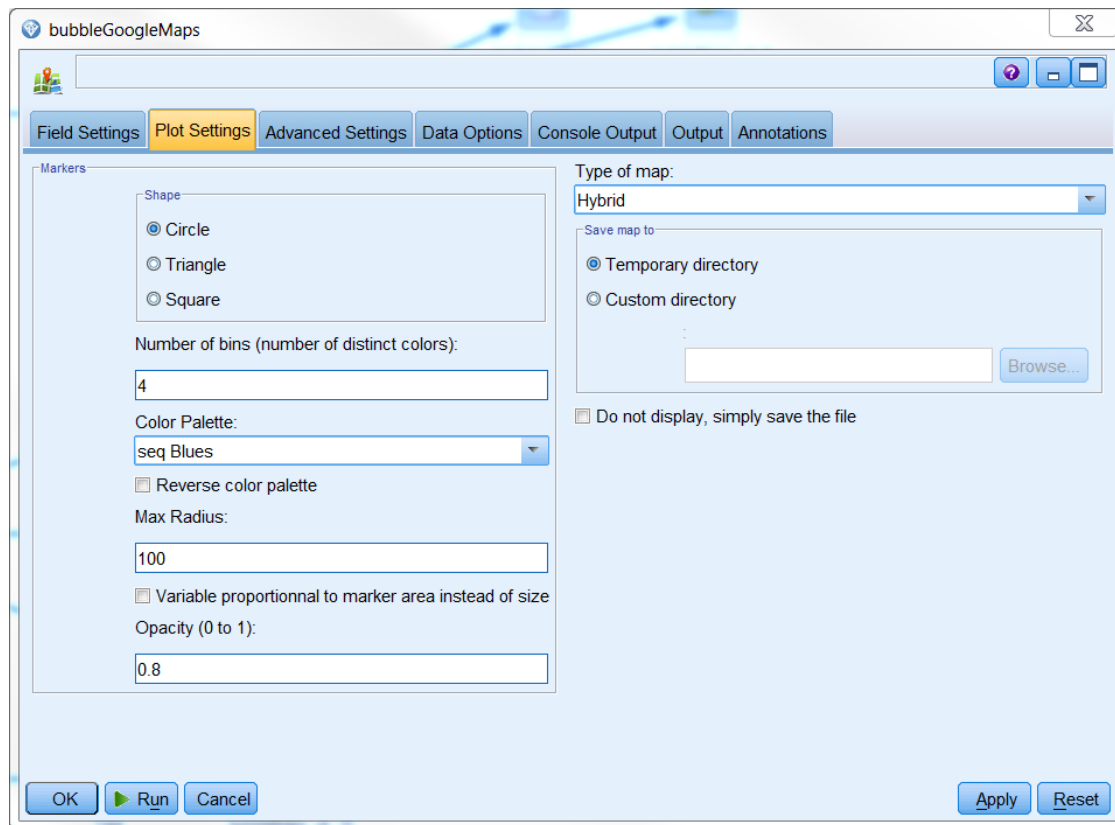 bubbleGoogleMaps
Field Settings Plot Settings Advanced Settings Data Options Console Output Output Annotations
Markers
Shape
Circle
Triangle
Square
Number of bins (number of distinct colors):
4
Color Palette:
seq Blues
Reverse color palette
Max Radius:
100
Variable proportionnal to marker area instead of size
Opacity (0 to 1):
0.8
Type of map:
Hybrid
Save map to
Temporary directory
Custom directory
:
Browse...
Do not display, simply save the file
OK Run Cancel Apply Reset